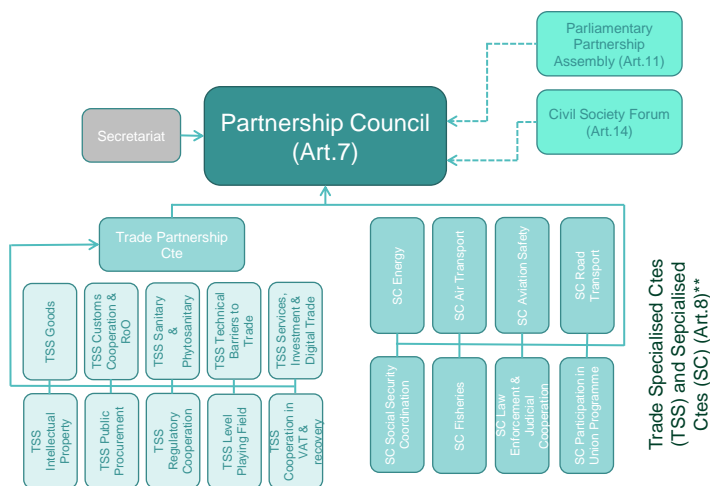 Parliamentary
Partnership
Assembly (Art.11)
Civil Society Forum
(Art.14)
Secretariat
Partnership Council
(Art.7)
Trade Partnership
Cte
TSS Goods
TSS Customs
Cooperation &
RoO
TSS Sanitary
&
Phytosanitary
TSS Technical
Barriers to
Trade
TSS Services,
Investment &
Digital Trade
TSS
Intellectual
Property
TSS Public
Procurement
TSS
Regulatory
Cooperation
TSS Level
Playing Field
TSS
Cooperation in
VAT &
recovery
SC Energy
SC Air Transport
SC Aviation Safety
SC Road
Transport
SC Social Security
Coordination
SC Fisheries
SC Law
Enforcement &
Judicial
Cooperation
SC Participation in
Union Programme
Trade Specialised Ctes
(TSS) and Sepcialised
Ctes (SC) (Art.8)**